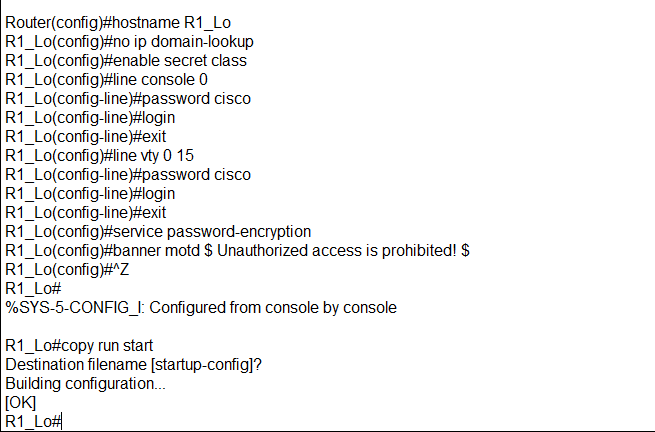 Router(config)#hostname R1_Lo
R1_Lo(config)#no ip domain-lookup
R1_Lo(config)#enable secret class
R1_Lo(config)#line console 0
R1_Lo(config-line)#password cisco
R1_Lo(config-line)#login
R1_Lo(config-line)#exit
R1_Lo(config)#line vty 0 15
R1_Lo(config-line)#password cisco
R1_Lo(config-line)#login
R1_Lo(config-line)#exit
R1_Lo(config)#service password-encryption
R1_Lo(config)#banner motd $ Unauthorized access is prohibited! $
R1_Lo(config)#^Z
R1_Lo#
%SYS-5-CONFIG_I: Configured from console by console
R1_Lo#copy run start
Destination filename [startup-config]?
Building configuration...
[OK]
R1_Lo#